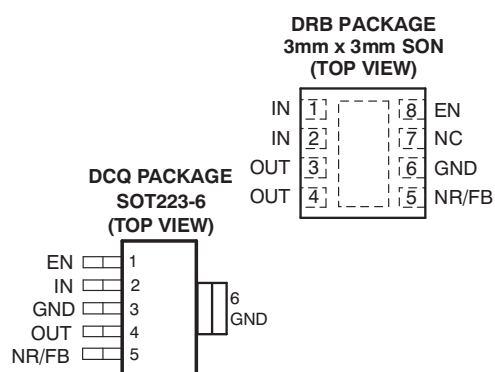 DRB PACKAGE
3mm x 3mm SON
(TOP VIEW)
IN 1 8 EN
IN 2 7 NC
OUT 3 6 GND
OUT 4 5 NR/FB
DCQ PACKAGE
SOT223-6
(TOP VIEW)
EN 1
IN 2
GND 3
OUT 4
NR/FB 5
6
GND